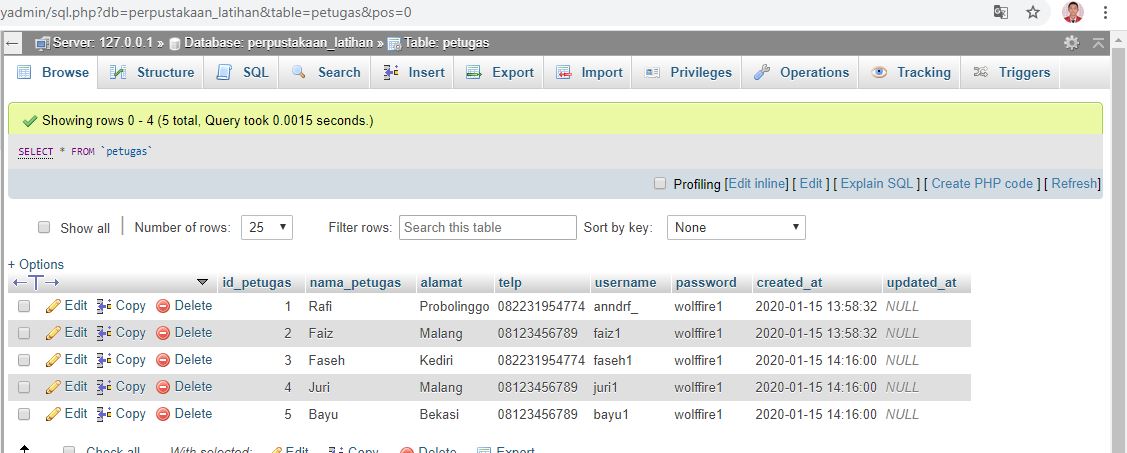 yadmin/sql.php?db=perpustakaan_latihan&table=petugas&pos=0
Server: 127.0.0.1 » Database: perpustakaan_latihan » Table: petugas
Browse Structure SQL Search Insert Export Import Privileges Operations Tracking Triggers
Showing rows 0 - 4 (5 total, Query took 0.0015 seconds.)
SELECT * FROM `petugas`
Profiling [Edit inline] [ Edit ] [ Explain SQL ] [ Create PHP code ] [ Refresh]
Show all | Number of rows: 25 Filter rows: Search this table Sort by key: None
+ Options
←T→ id_petugas nama_petugas alamat telp username password created_at updated_at
Edit Copy Delete 1 Rafi Probolinggo 082231954774 anndrf_ wolffire1 2020-01-15 13:58:32 NULL
Edit Copy Delete 2 Faiz Malang 08123456789 faiz1 wolffire1 2020-01-15 13:58:32 NULL
Edit Copy Delete 3 Faseh Kediri 082231954774 faseh1 wolffire1 2020-01-15 14:16:00 NULL
Edit Copy Delete 4 Juri Malang 08123456789 juri1 wolffire1 2020-01-15 14:16:00 NULL
Edit Copy Delete 5 Bayu Bekasi 08123456789 bayu1 wolffire1 2020-01-15 14:16:00 NULL
Check all With selected: Edit Copy Delete Export